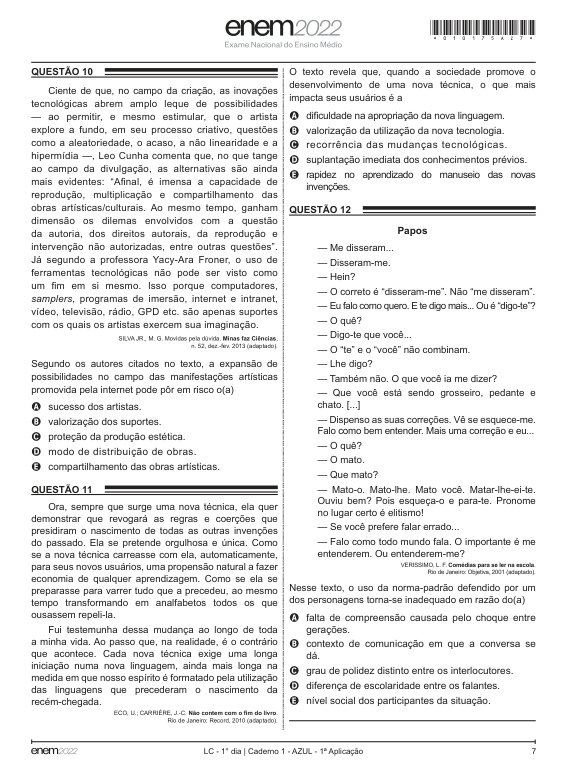 enem2022
Exame Nacional do Ensino Médio
*010175AZ7*
QUESTÃO 10
Ciente de que, no campo da criação, as inovações
tecnológicas abrem amplo leque de possibilidades
— ao permitir, e mesmo estimular, que o artista
explore a fundo, em seu processo criativo, questões
como a aleatoriedade, o acaso, a não linearidade e a
hipermídia —, Leo Cunha comenta que, no que tange
ao campo da divulgação, as alternativas são ainda
mais evidentes: “Afinal, é imensa a capacidade de
reprodução, multiplicação e compartilhamento das
obras artísticas/culturais. Ao mesmo tempo, ganham
dimensão os dilemas envolvidos com a questão
da autoria, dos direitos autorais, da reprodução e
intervenção não autorizadas, entre outras questões”.
Já segundo a professora Yacy-Ara Froner, o uso de
ferramentas tecnológicas não pode ser visto como
um fim em si mesmo. Isso porque computadores,
samplers, programas de imersão, internet e intranet,
vídeo, televisão, rádio, GPD etc. são apenas suportes
com os quais os artistas exercem sua imaginação.
SILVA JR., M. G. Movidas pela dúvida. Minas faz Ciências,
n. 52, dez.-fev. 2013 (adaptado).
Segundo os autores citados no texto, a expansão de
possibilidades no campo das manifestações artísticas
promovida pela internet pode pôr em risco o(a)
A sucesso dos artistas.
B valorização dos suportes.
C proteção da produção estética.
D modo de distribuição de obras.
E compartilhamento das obras artísticas.
QUESTÃO 11
Ora, sempre que surge uma nova técnica, ela quer
demonstrar que revogará as regras e coerções que
presidiram o nascimento de todas as outras invenções
do passado. Ela se pretende orgulhosa e única. Como
se a nova técnica carreasse com ela, automaticamente,
para seus novos usuários, uma propensão natural a fazer
economia de qualquer aprendizagem. Como se ela se
preparasse para varrer tudo que a precedeu, ao mesmo
tempo transformando em analfabetos todos os que
ousassem repeli-la.
Fui testemunha dessa mudança ao longo de toda
a minha vida. Ao passo que, na realidade, é o contrário
que acontece. Cada nova técnica exige uma longa
iniciação numa nova linguagem, ainda mais longa na
medida em que nosso espírito é formatado pela utilização
das linguagens que precederam o nascimento da
recém-chegada.
ECO, U.; CARRIÈRE, J.-C. Não contem com o fim do livro.
Rio de Janeiro: Record, 2010 (adaptado).
O texto revela que, quando a sociedade promove o
desenvolvimento de uma nova técnica, o que mais
impacta seus usuários é a
A dificuldade na apropriação da nova linguagem.
B valorização da utilização da nova tecnologia.
C recorrência das mudanças tecnológicas.
D suplantação imediata dos conhecimentos prévios.
E rapidez no aprendizado do manuseio das novas
invenções.
QUESTÃO 12
Papos
— Me disseram...
— Disseram-me.
— Hein?
— O correto é “disseram-me”. Não “me disseram”.
— Eu falo como quero. E te digo mais... Ou é “digo-te”?
— O quê?
— Digo-te que você...
— O “te” e o “você” não combinam.
— Lhe digo?
— Também não. O que você ia me dizer?
— Que você está sendo grosseiro, pedante e
chato. [...]
— Dispenso as suas correções. Vê se esquece-me.
Falo como bem entender. Mais uma correção e eu...
— O quê?
— O mato.
— Que mato?
— Mato-o. Mato-lhe. Mato você. Matar-lhe-ei-te.
Ouviu bem? Pois esqueça-o e para-te. Pronome
no lugar certo é elitismo!
— Se você prefere falar errado...
— Falo como todo mundo fala. O importante é me
entenderem. Ou entenderem-me?
VERISSIMO, L. F. Comédias para se ler na escola.
Rio de Janeiro: Objetiva, 2001 (adaptado).
Nesse texto, o uso da norma-padrão defendido por um
dos personagens torna-se inadequado em razão do(a)
A falta de compreensão causada pelo choque entre
gerações.
B contexto de comunicação em que a conversa se
dá.
C grau de polidez distinto entre os interlocutores.
D diferença de escolaridade entre os falantes.
E nível social dos participantes da situação.
enem2022
LC - 1° dia | Caderno 1 - AZUL - 1ª Aplicação
7